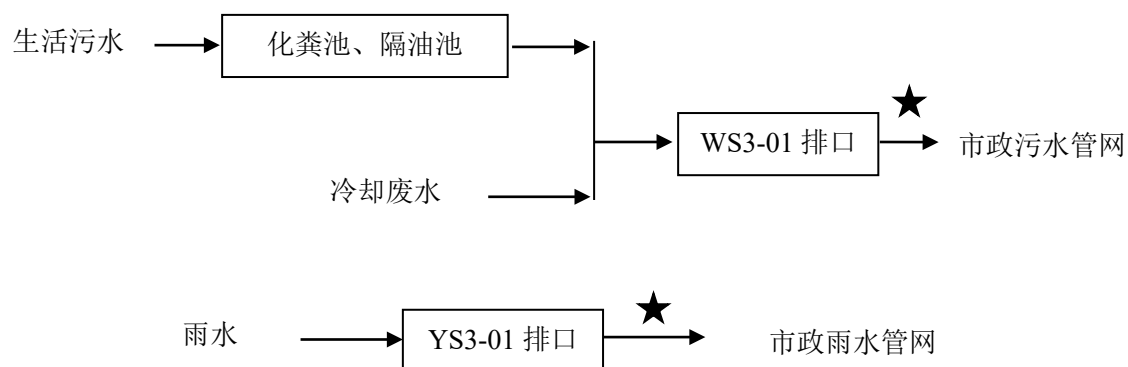 生活污水
化粪池、隔油池
WS3-01 排口
市政污水管网
冷却废水
雨水
YS3-01 排口
市政雨水管网